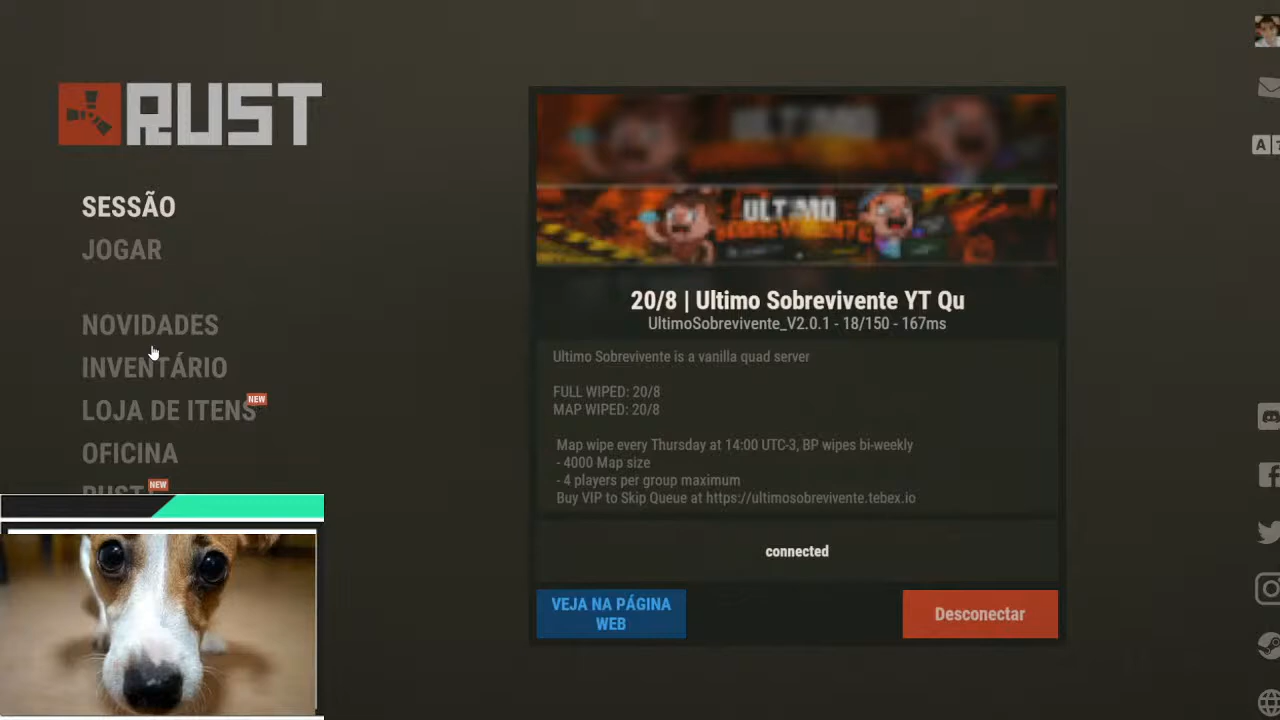 RUST
SESSÃO
JOGAR
NOVIDADES
INVENTÁRIO
LOJA DE ITENS NEW
OFICINA
NEW
ULTIMO
SOBREVIVENTE
20/8 | Ultimo Sobrevivente YT Qu
UltimoSobrevivente_V2.0.1 - 18/150 - 167ms
Ultimo Sobrevivente is a vanilla quad server
FULL WIPED: 20/8
MAP WIPED: 20/8
Map wipe every Thursday at 14:00 UTC-3, BP wipes bi-weekly
- 4000 Map size
- 4 players per group maximum
Buy VIP to Skip Queue at https://ultimosobrevivente.tebex.io
connected
VEJA NA PÁGINA
WEB
Desconectar
A